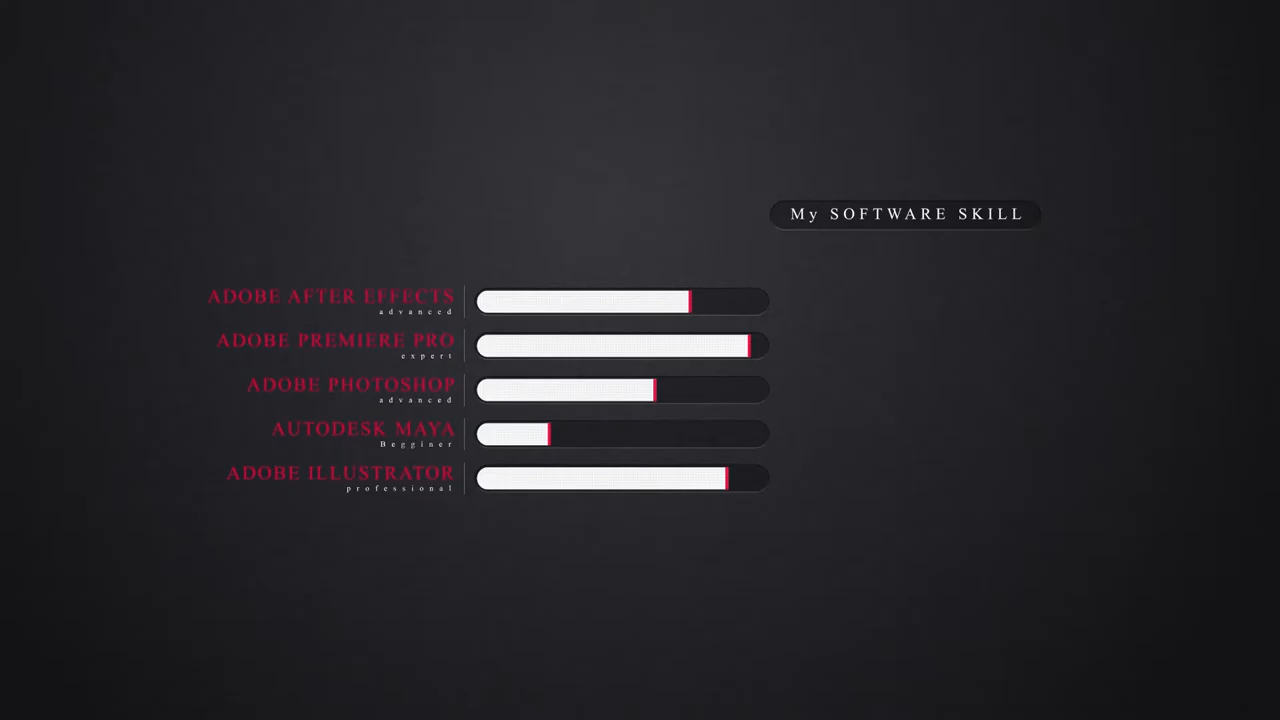 My SOFTWARE SKILL
ADOBE AFTER EFFECTS
advanced
ADOBE PREMIERE PRO
expert
ADOBE PHOTOSHOP
advanced
AUTODESK MAYA
Begginer
ADOBE ILLUSTRATOR
professional